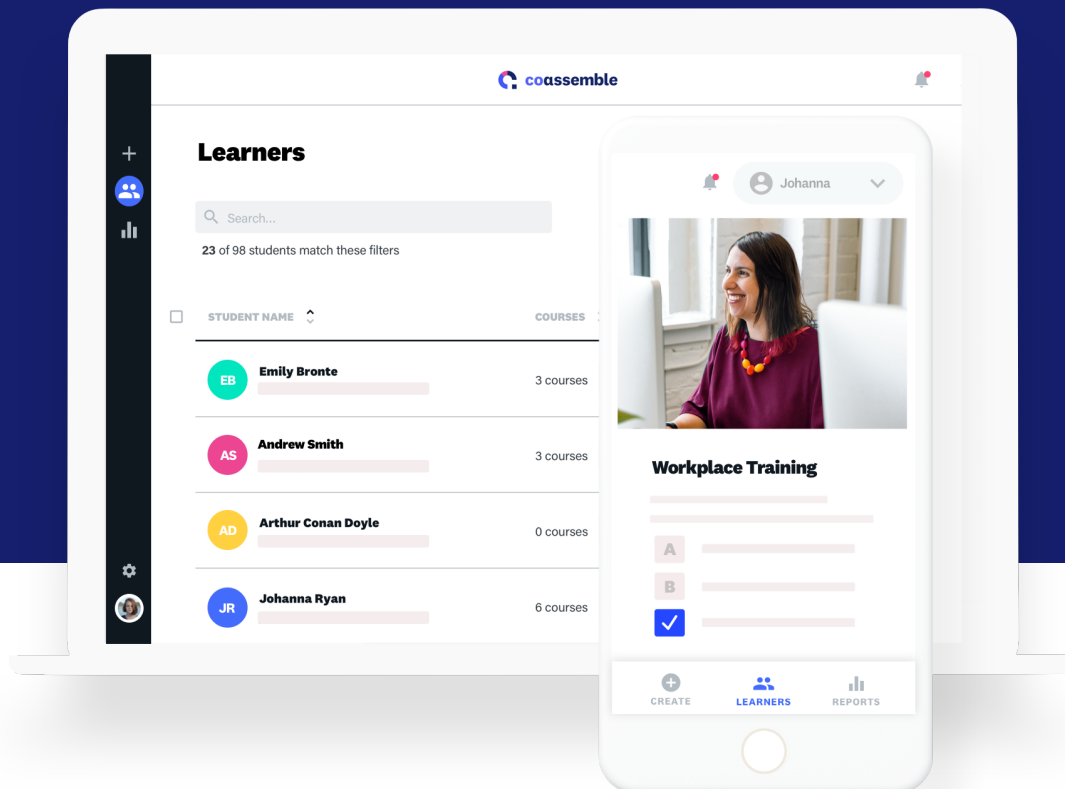 coassemble
Learners
Search...
23 of 98 students match these filters
STUDENT NAME COURSES
EB Emily Bronte 3 courses
AS Andrew Smith 3 courses
AD Arthur Conan Doyle 0 courses
JR Johanna Ryan 6 courses
Johanna
Workplace Training
A
B
CREATE LEARNERS REPORTS